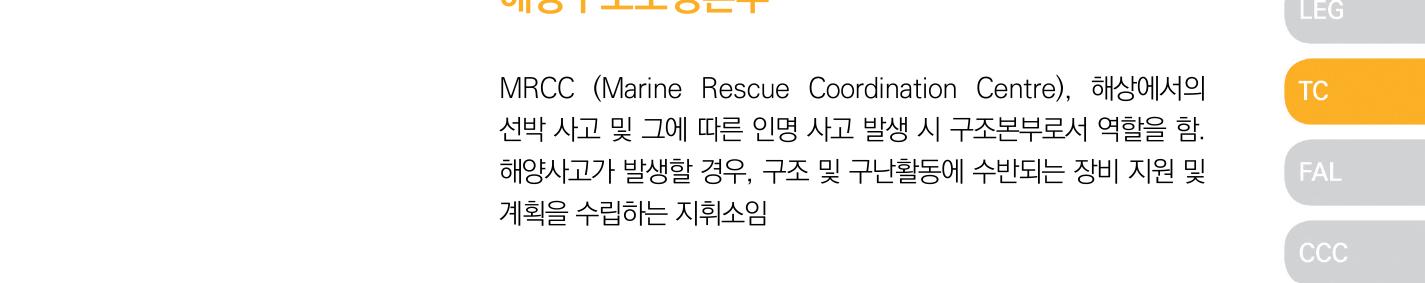 LEG
MRCC (Marine Rescue Coordination Centre), 해상에서의
선박 사고 및 그에 따른 인명 사고 발생 시 구조본부로서 역할을 함.
해양사고가 발생할 경우, 구조 및 구난활동에 수반되는 장비 지원 및
계획을 수립하는 지휘소임
TC
FAL
CCC